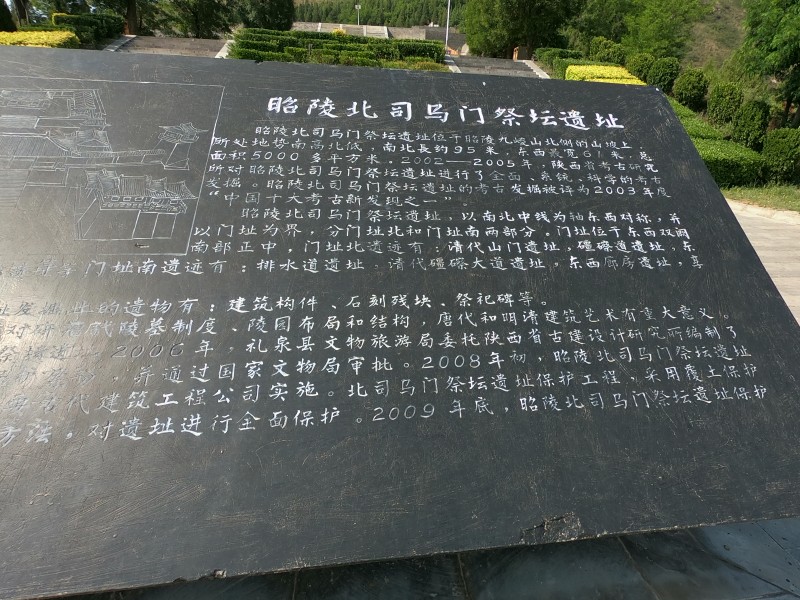 昭陵北司马门祭坛遗址
昭陵北司马门祭坛遗址位于昭陵九嵕山北侧的山坡上，
所处地势南高北低，南北长约95米，东西最宽61米，总
面积5000多平方米。2002——2005年，陕西省考古研究
所对昭陵北司马门祭坛遗址进行了全面、系统、科学的考古
发掘。昭陵北司马门祭坛遗址的考古发掘被评为2003年度
“中国十大考古新发现之一”
昭陵北司马门祭坛遗址，以南北中线为轴东西对称，并
以门址为界，分门址北和门址南两部分。门址位于东西双阙
南部正中，门址北遗迹有：清代山门遗址，礓磜道遗址，东
门址南遗迹有：排水道遗址，清代礓磜大道遗址，东西廊房遗址，享
址发掘出的遗物有：建筑构件、石刻残块、祭祀碑等。
对研究唐代陵墓制度、陵园布局和结构，唐代和明清建筑艺术有重大意义。
2006年，礼泉县文物旅游局委托陕西省古建设计研究所编制了
，并通过国家文物局审批。2008年初，昭陵北司马门祭坛遗址
古代建筑工程公司实施。北司马门祭坛遗址保护工程，采用覆土保护
方法，对遗址进行全面保护。2009年底，昭陵北司马门祭坛遗址保护